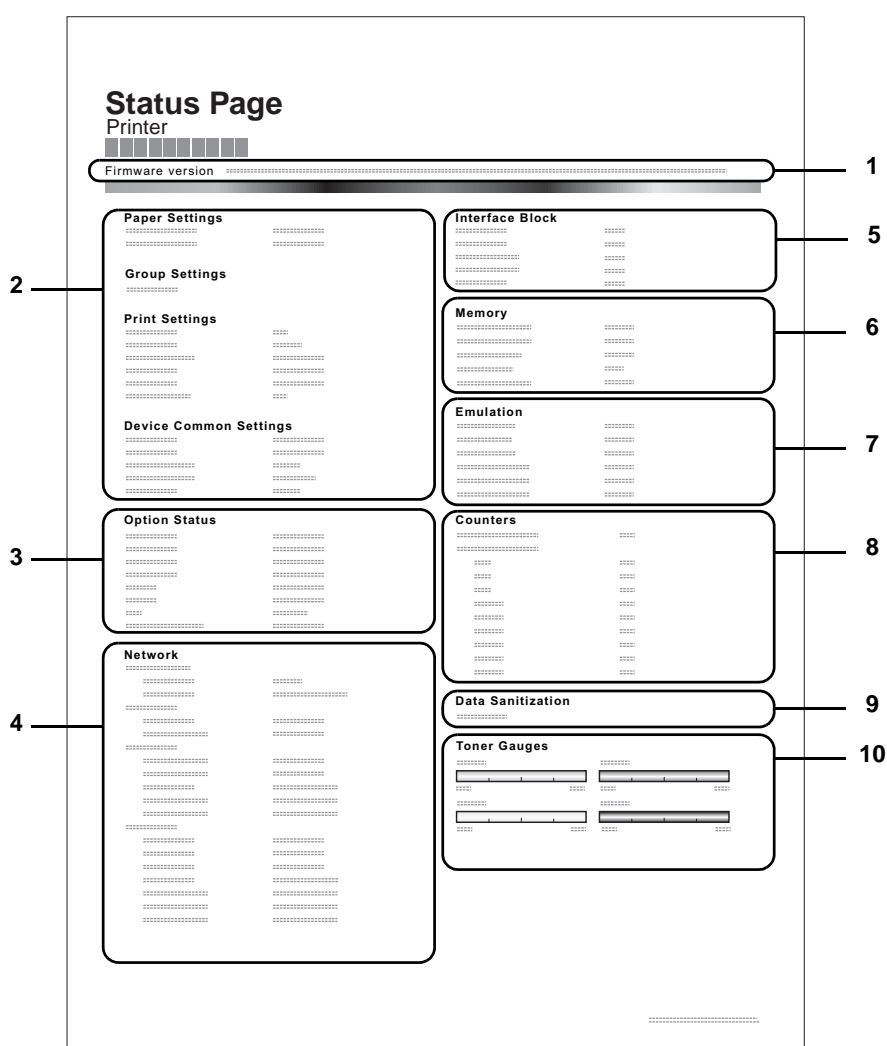 Status Page
Printer
Firmware version
1
Paper Settings
Group Settings
Print Settings
Device Common Settings
2
Option Status
3
Network
4
Interface Block
5
Memory
6
Emulation
7
Counters
8
Data Sanitization
9
Toner Gauges
10